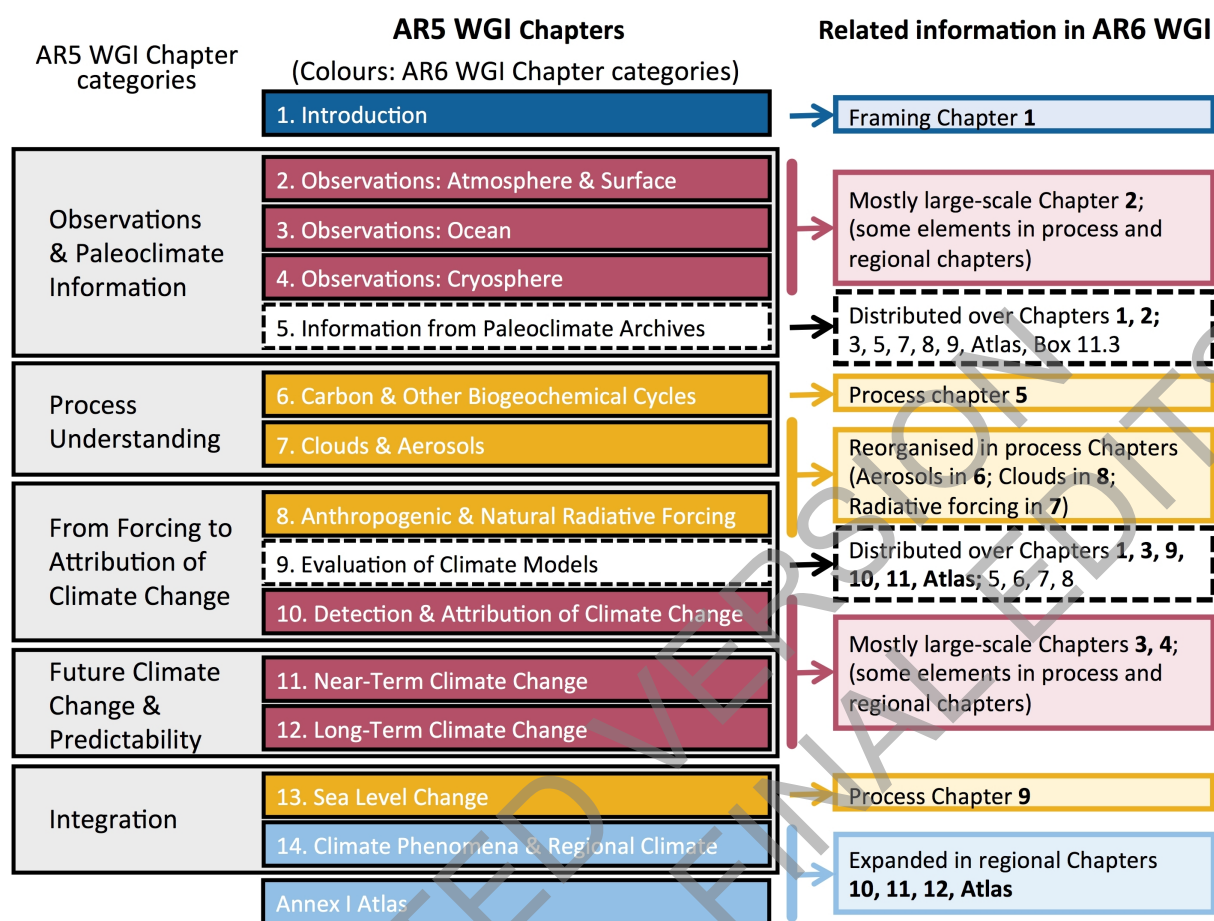 AR5 WGI Chapter
categories
AR5 WGI Chapters
(Colours: AR6 WGI Chapter categories)
Related information in AR6 WGI
1. Introduction
Framing Chapter 1
Observations
& Paleoclimate
Information
2. Observations: Atmosphere & Surface
3. Observations: Ocean
4. Observations: Cryosphere
5. Information from Paleoclimate Archives
Mostly large-scale Chapter 2;
(some elements in process and
regional chapters)
Distributed over Chapters 1, 2;
3, 5, 7, 8, 9, Atlas, Box 11.3
Process
Understanding
6. Carbon & Other Biogeochemical Cycles
7. Clouds & Aerosols
Process chapter 5
Reorganised in process Chapters
(Aerosols in 6; Clouds in 8;
Radiative forcing in 7)
From Forcing to
Attribution of
Climate Change
8. Anthropogenic & Natural Radiative Forcing
9. Evaluation of Climate Models
10. Detection & Attribution of Climate Change
Distributed over Chapters 1, 3, 9,
10, 11, Atlas; 5, 6, 7, 8
Mostly large-scale Chapters 3, 4;
(some elements in process and
regional chapters)
Future Climate
Change &
Predictability
11. Near-Term Climate Change
12. Long-Term Climate Change
Integration
13. Sea Level Change
14. Climate Phenomena & Regional Climate
Annex I Atlas
Process Chapter 9
Expanded in regional Chapters
10, 11, 12, Atlas
TED VERSION
FINAL EDITS